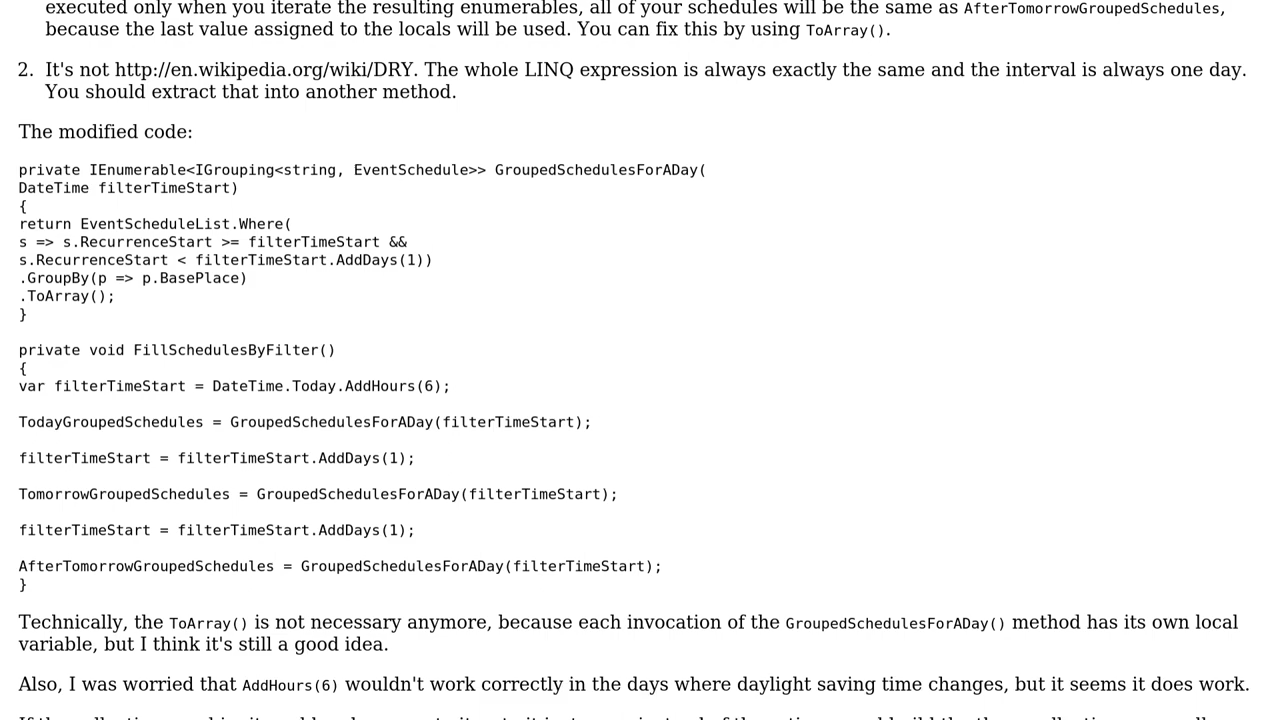 executed only when you iterate the resulting enumerables, all of your schedules will be the same as AfterTomorrowGroupedSchedules,
because the last value assigned to the locals will be used. You can fix this by using ToArray().
2. It's not http://en.wikipedia.org/wiki/DRY. The whole LINQ expression is always exactly the same and the interval is always one day.
You should extract that into another method.
The modified code:
private IEnumerable<IGrouping<string, EventSchedule>> GroupedSchedulesForADay(
DateTime filterTimeStart)
{
return EventScheduleList.Where(
s => s.RecurrenceStart >= filterTimeStart &&
s.RecurrenceStart < filterTimeStart.AddDays(1))
.GroupBy(p => p.BasePlace)
.ToArray();
}
private void FillSchedulesByFilter()
{
var filterTimeStart = DateTime.Today.AddHours(6);
TodayGroupedSchedules = GroupedSchedulesForADay(filterTimeStart);
filterTimeStart = filterTimeStart.AddDays(1);
TomorrowGroupedSchedules = GroupedSchedulesForADay(filterTimeStart);
filterTimeStart = filterTimeStart.AddDays(1);
AfterTomorrowGroupedSchedules = GroupedSchedulesForADay(filterTimeStart);
}
Technically, the ToArray() is not necessary anymore, because each invocation of the GroupedSchedulesForADay() method has its own local
variable, but I think it's still a good idea.
Also, I was worried that AddHours(6) wouldn't work correctly in the days where daylight saving time changes, but it seems it does work.